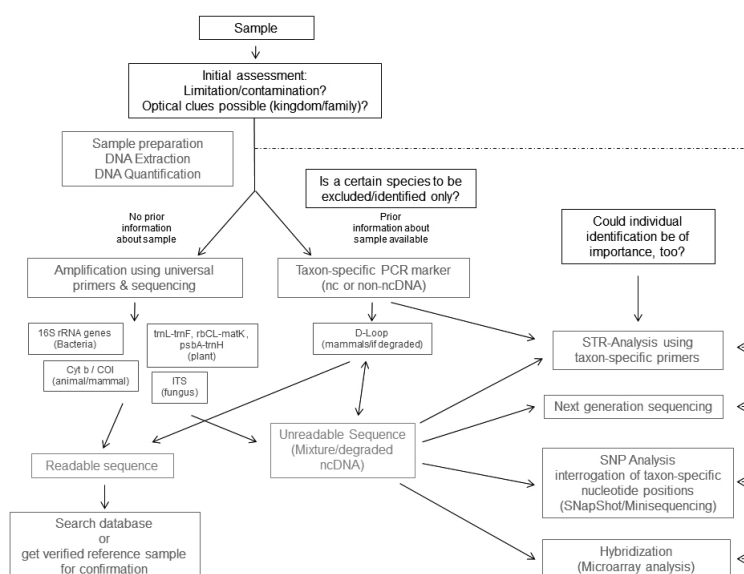 Sample
Initial assessment:
Limitation/contamination?
Optical clues possible (kingdom/family)?
Sample preparation
DNA Extraction
DNA Quantification
Is a certain species to be
excluded/identified only?
No prior
information
about sample
Prior
information about
sample available
Could individual
identification be of
importance, too?
Amplification using universal
primers & sequencing
Taxon-specific PCR marker
(nc or non-ncDNA)
16S rRNA genes
(Bacteria)
trnL-trnF, rbCL-matK,
psbA-trnH
(plant)
D-Loop
(mammals/if degraded)
STR-Analysis using
taxon-specific primers
Cyt b / COI
(animal/mammal)
ITS
(fungus)
Next generation sequencing
Readable sequence
Unreadable Sequence
(Mixture/degraded
ncDNA)
SNP Analysis
interrogation of taxon-specific
nucleotide positions
(SNapShot/Minisequencing)
Search database
or
get verified reference sample
for confirmation
Hybridization
(Microarray analysis)